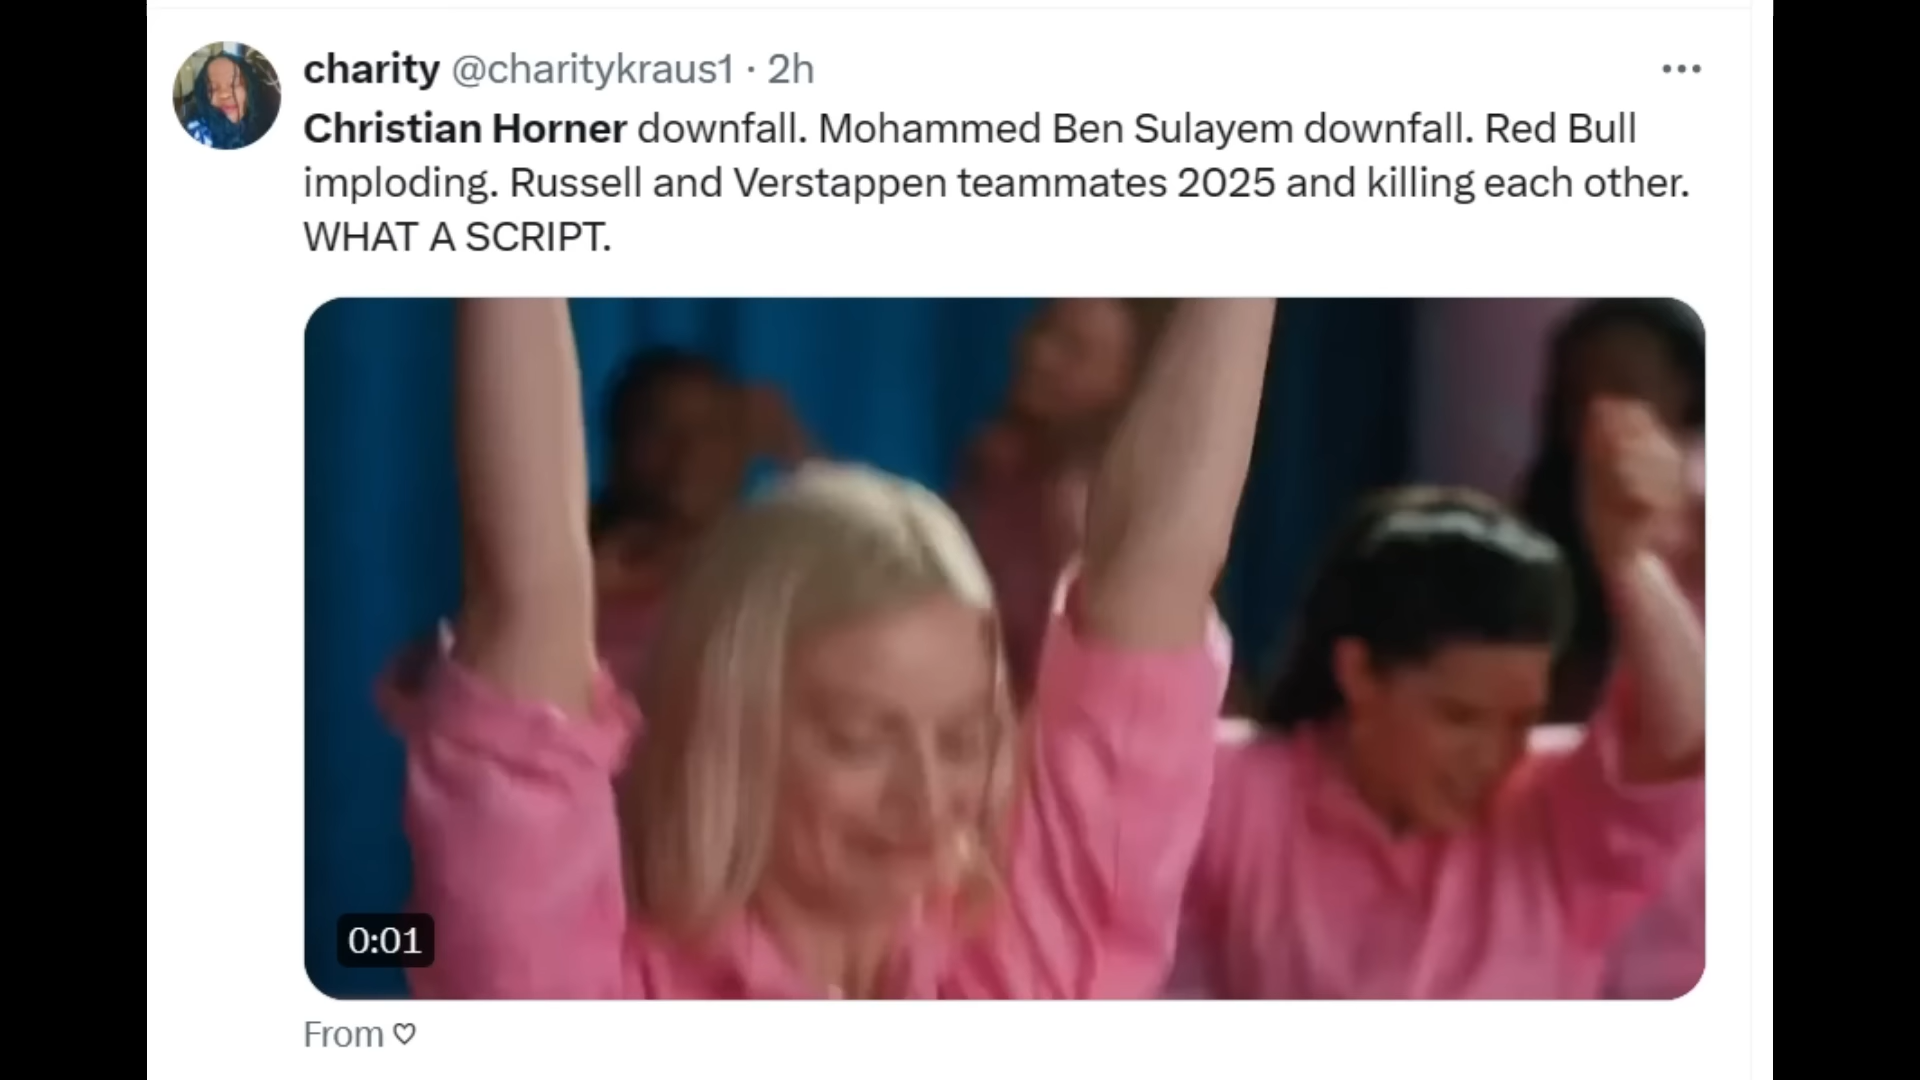 charity @charitykraus1 · 2h
Christian Horner downfall. Mohammed Ben Sulayem downfall. Red Bull
imploding. Russell and Verstappen teammates 2025 and killing each other.
WHAT A SCRIPT.
0:01
From ♡